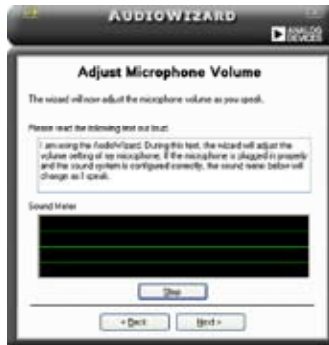 AUDIOWIZARD
ANALOG
DEVICES
Adjust Microphone Volume
The wizard will now adjust the microphone volume as you speak.
Please read the following text out loud:
I am using the AudioWizard. During this test, the wizard will adjust the
volume setting of my microphone. If the microphone is plugged in properly
and the sound system is configured correctly, the sound meter below will
change as I speak.
Sound Meter
Stop
< Back
Next >